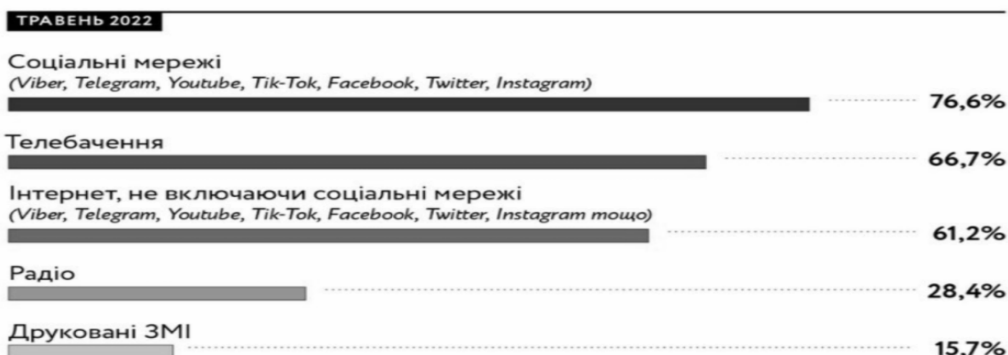 ТРАВЕНЬ 2022
Соціальні мережі
(Viber, Telegram, Youtube, Tik-Tok, Facebook, Twitter, Instagram)
76,6%
Телебачення
66,7%
Інтернет, не включаючи соціальні мережі
(Viber, Telegram, Youtube, Tik-Tok, Facebook, Twitter, Instagram тощо)
61,2%
Радіо
28,4%
Друковані ЗМІ
15,7%